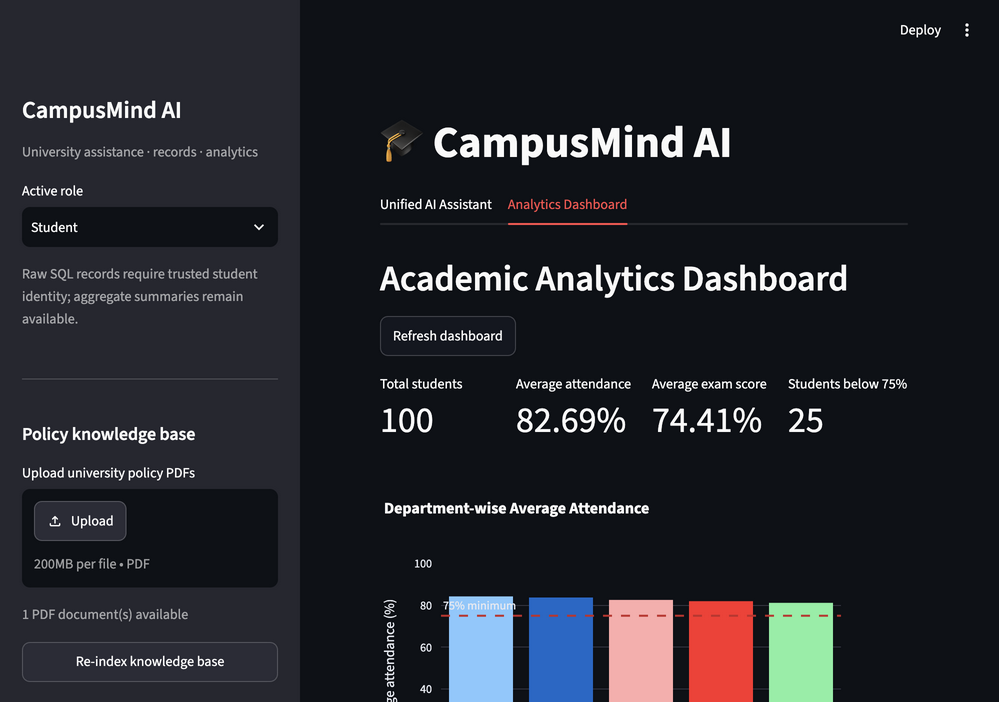 Deploy
CampusMind AI
University assistance · records · analytics
Active role
Student
Raw SQL records require trusted student
identity; aggregate summaries remain
available.
Policy knowledge base
Upload university policy PDFs
Upload
200MB per file • PDF
1 PDF document(s) available
Re-index knowledge base
CampusMind AI
Unified AI Assistant
Analytics Dashboard
Academic Analytics Dashboard
Refresh dashboard
Total students
100
Average attendance
82.69%
Average exam score
74.41%
Students below 75%
25
Department-wise Average Attendance
100
80
60
40
75% minimum
attendance (%)